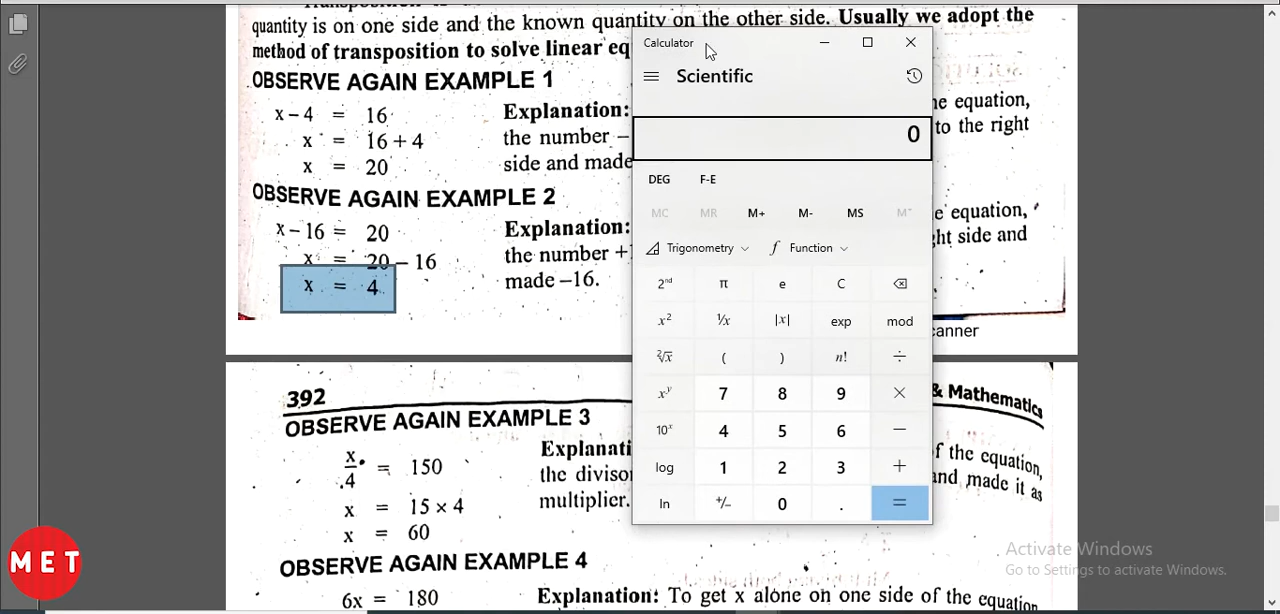 quantity is on one side and the known quantity on the other side. Usually we adopt the
method of transposition to solve linear eq
OBSERVE AGAIN EXAMPLE 1
x – 4 = 16
x = 16 + 4
x = 20
Explanation:
the number –
side and made
he equation,
to the right
OBSERVE AGAIN EXAMPLE 2
x – 16 = 20
x = 20 – 16
x = 4
Explanation:
the number +
made –16.
e equation,
ght side and
canner
392
& Mathematics
OBSERVE AGAIN EXAMPLE 3
x/4 = 150
x = 15 × 4
x = 60
Explanati
the diviso
multiplier.
f the equation,
and made it as
OBSERVE AGAIN EXAMPLE 4
6x = 180
Explanation: To get x alone on one side of the equation
Calculator
Scientific
0
DEG F-E
MC MR M+ M- MS M˅
Trigonometry Function
2nd π e C
x² ¹/x |x| exp mod
²√x ( ) n! ÷
xʸ 7 8 9 ×
10ˣ 4 5 6 −
log 1 2 3 +
ln +/− 0 . =
MET
Activate Windows
Go to Settings to activate Windows.